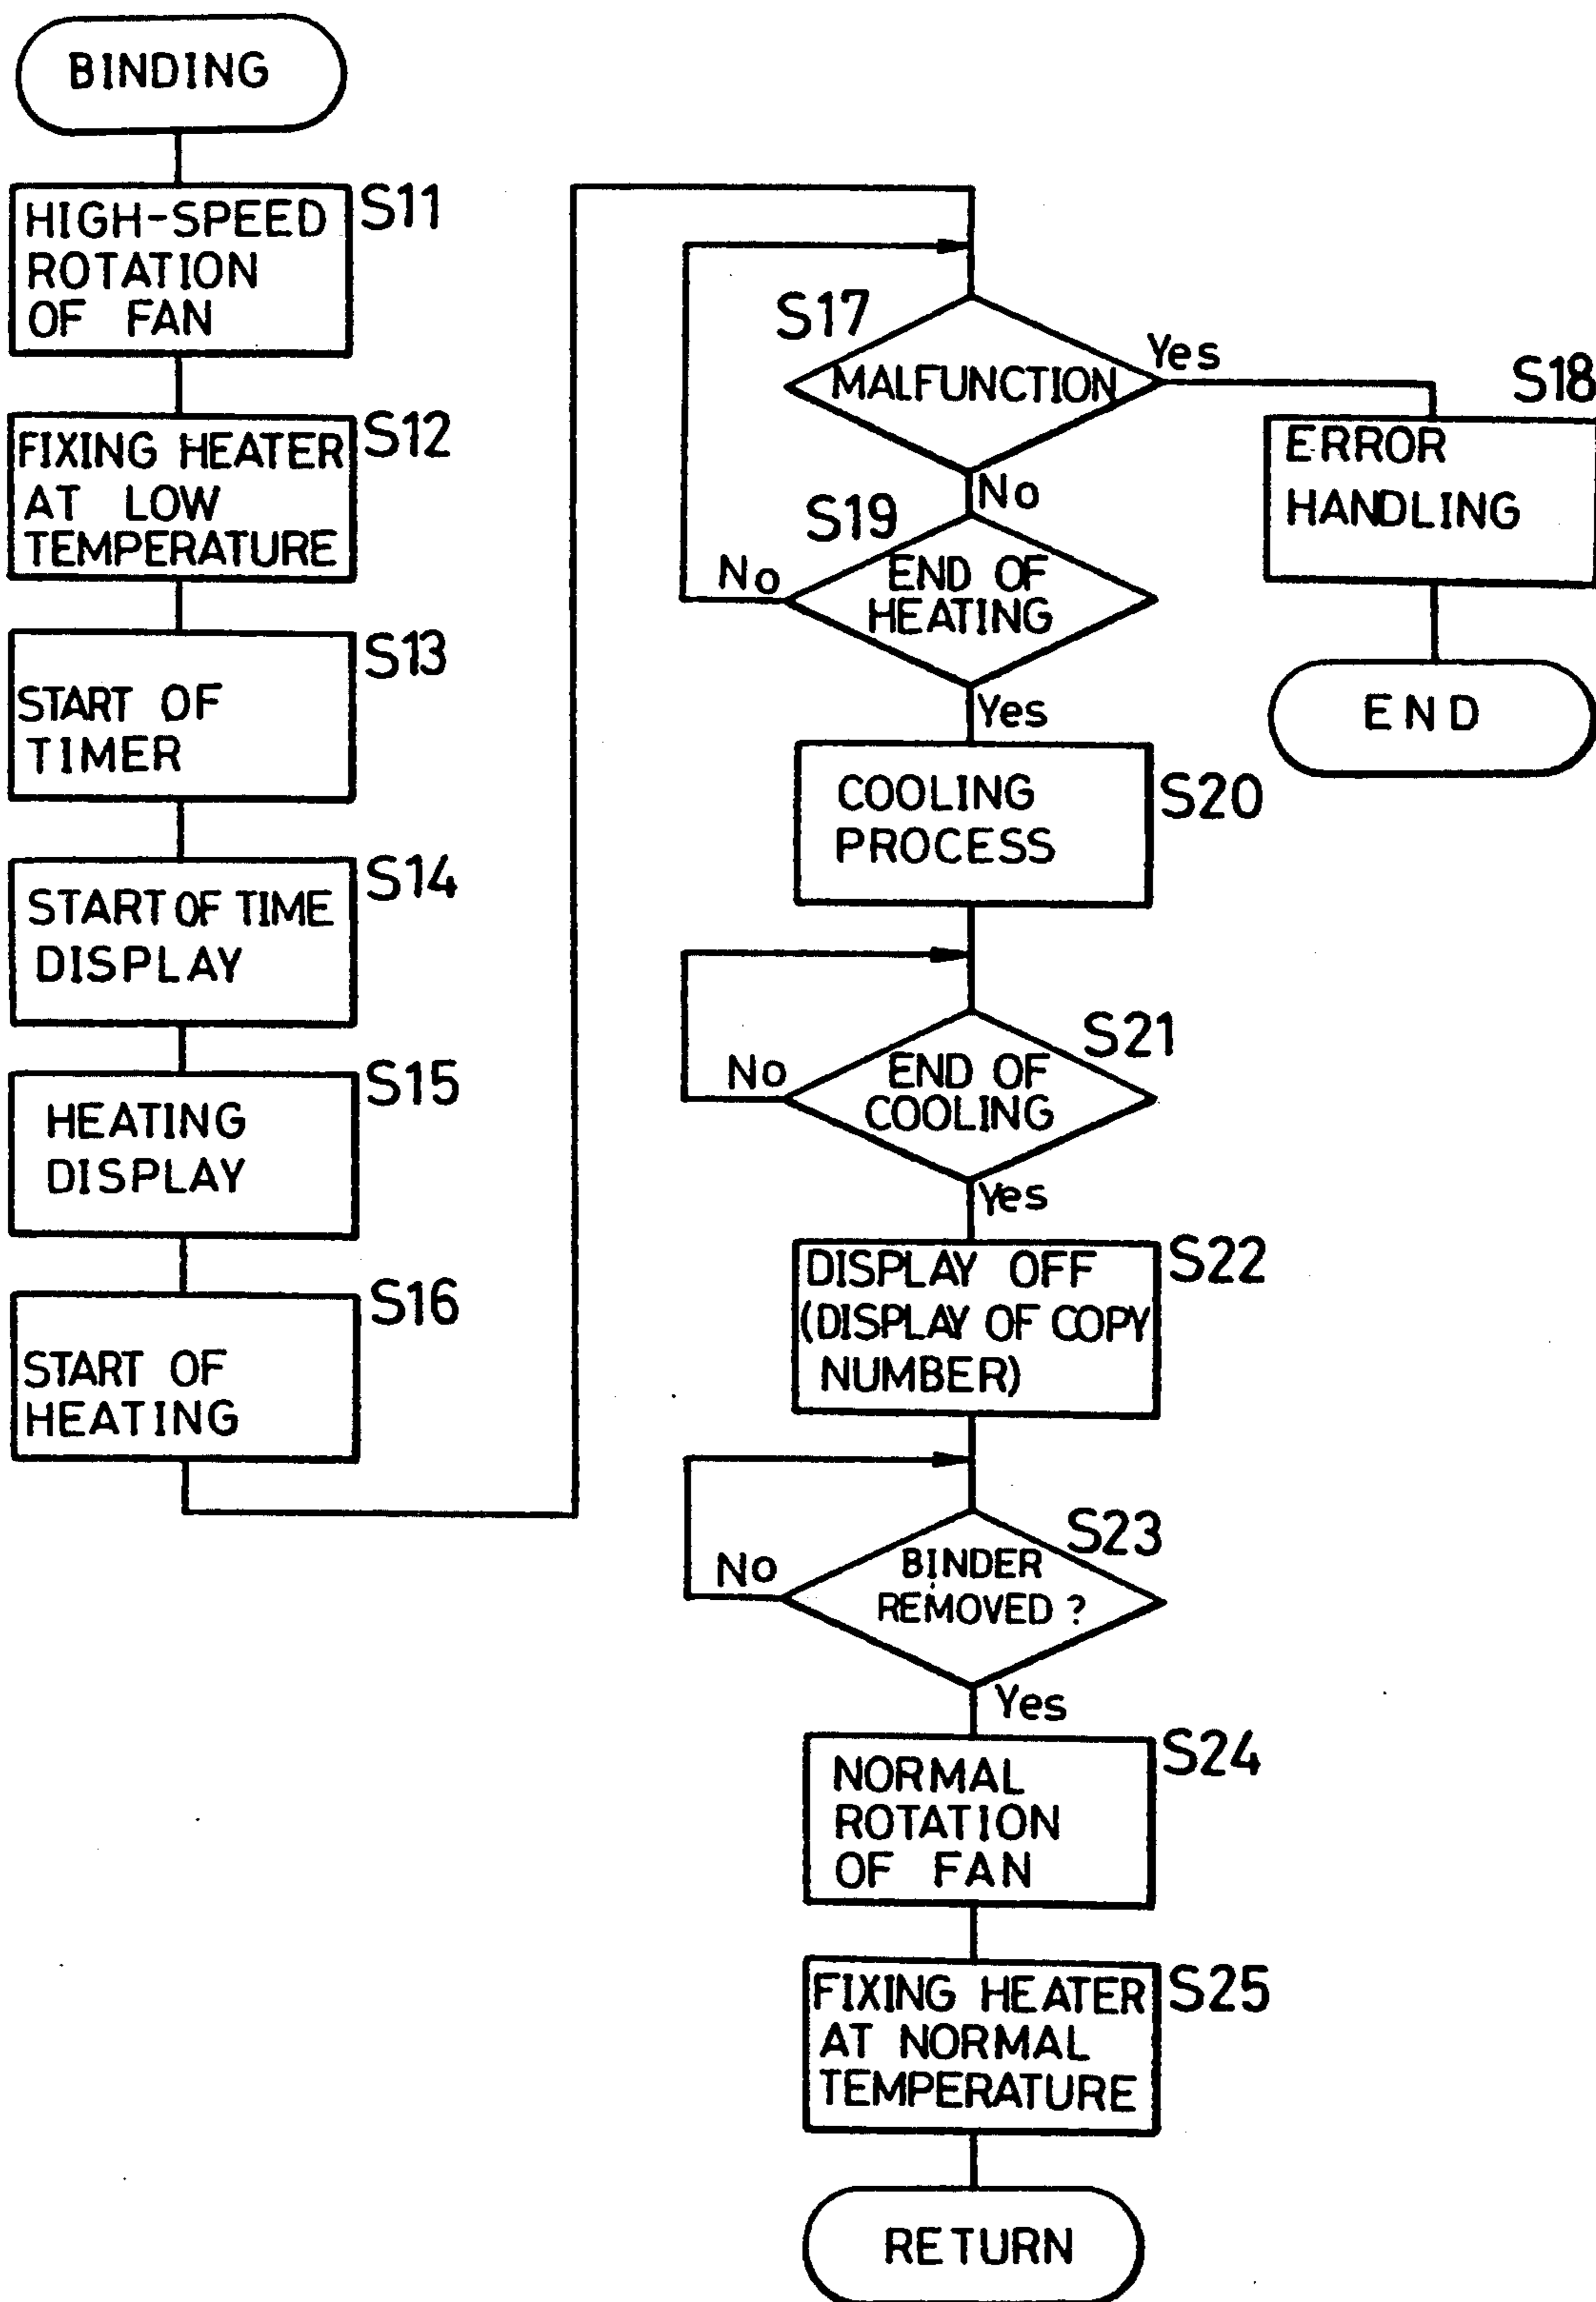 BINDING
S11
HIGH-SPEED
ROTATION
OF FAN
S12
FIXING HEATER
AT LOW
TEMPERATURE
S13
START OF
TIMER
S14
START OF TIME
DISPLAY
S15
HEATING
DISPLAY
S16
START OF
HEATING
S17
MALFUNCTION
Yes
No
S18
ERROR
HANDLING
END
S19
END OF
HEATING
No
Yes
S20
COOLING
PROCESS
S21
END OF
COOLING
No
Yes
S22
DISPLAY OFF
(DISPLAY OF COPY
NUMBER)
S23
BINDER
REMOVED ?
No
Yes
S24
NORMAL
ROTATION
OF FAN
S25
FIXING HEATER
AT NORMAL
TEMPERATURE
RETURN